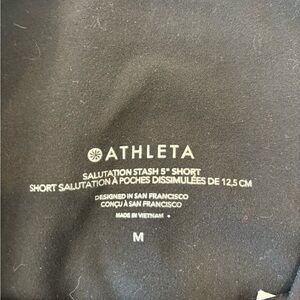 ATHLETA
SALUTATION STASH 5" SHORT
SHORT SALUTATION À POCHES DISSIMULÉES DE 12,5 CM
DESIGNED IN SAN FRANCISCO
CONÇU À SAN FRANCISCO
MADE IN VIETNAM
M